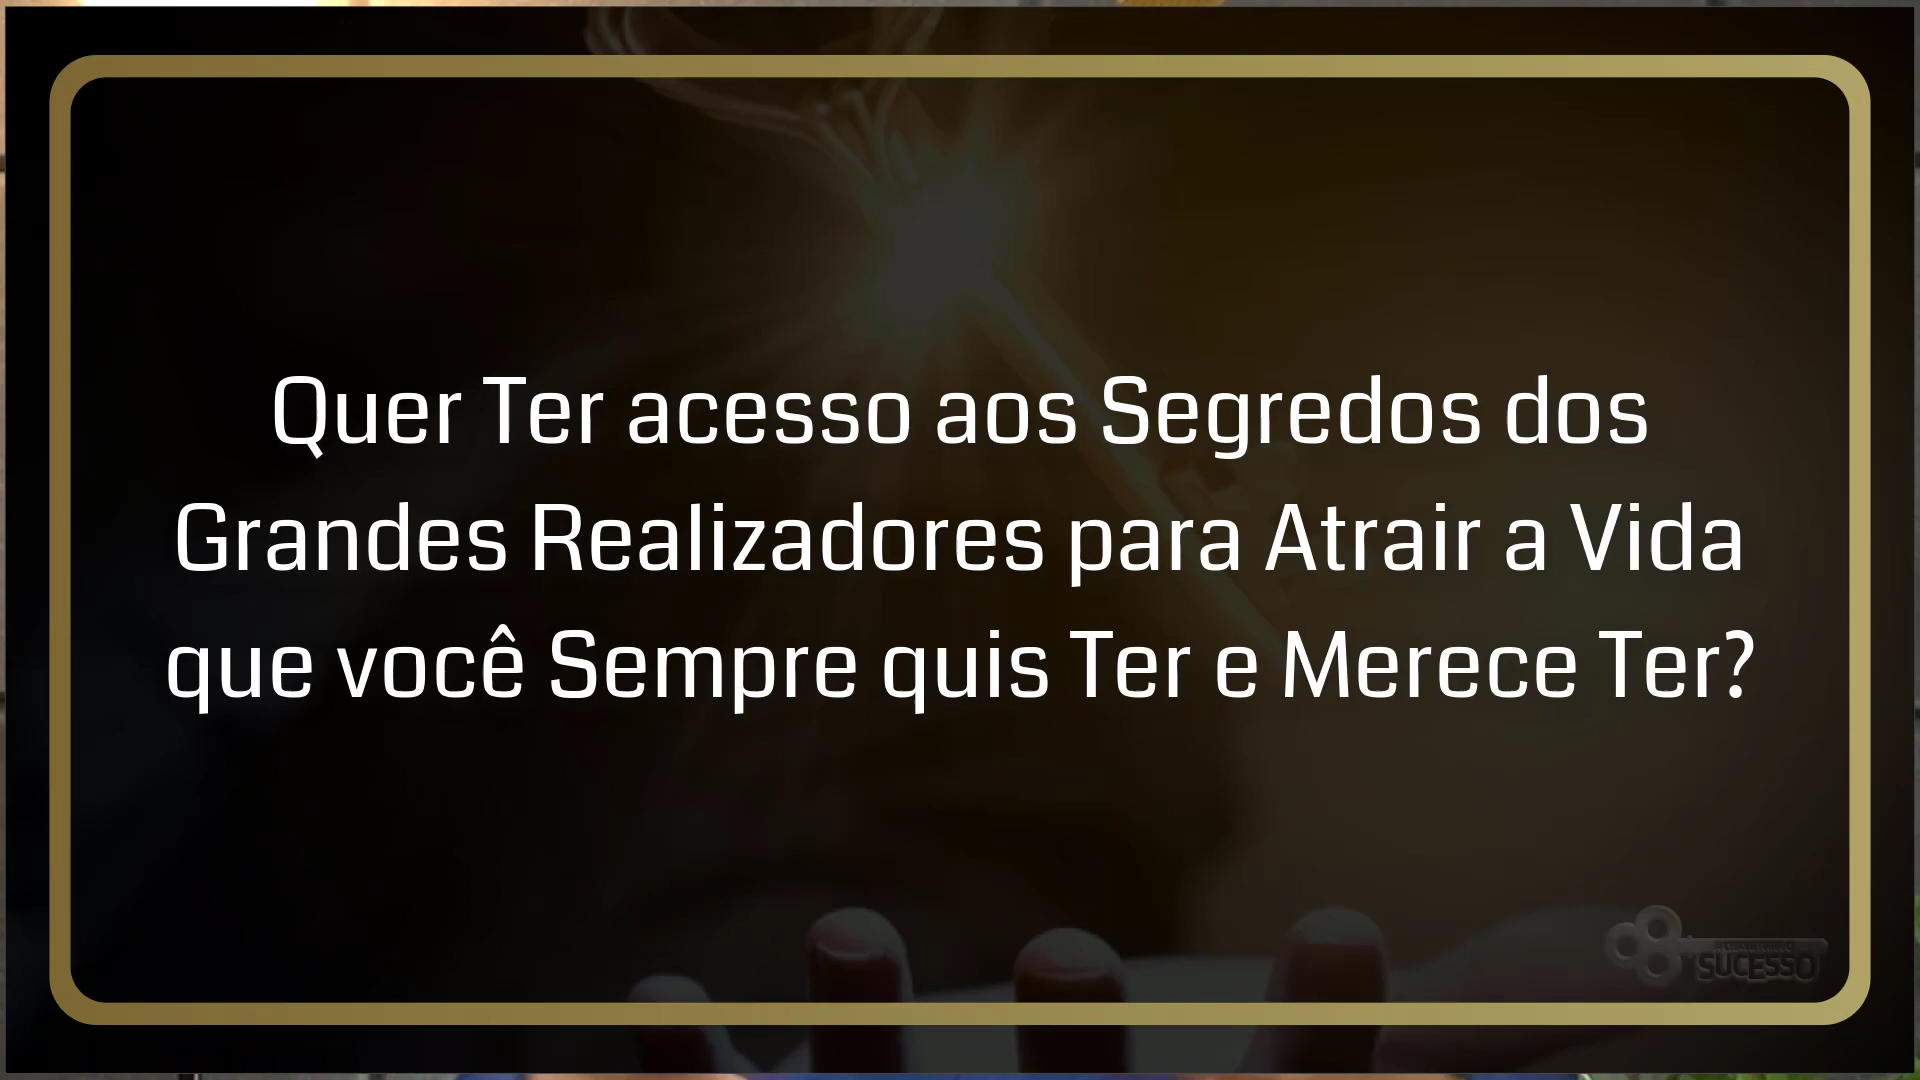 Quer Ter acesso aos Segredos dos
Grandes Realizadores para Atrair a Vida
que você Sempre quis Ter e Merece Ter?
SUCESSO